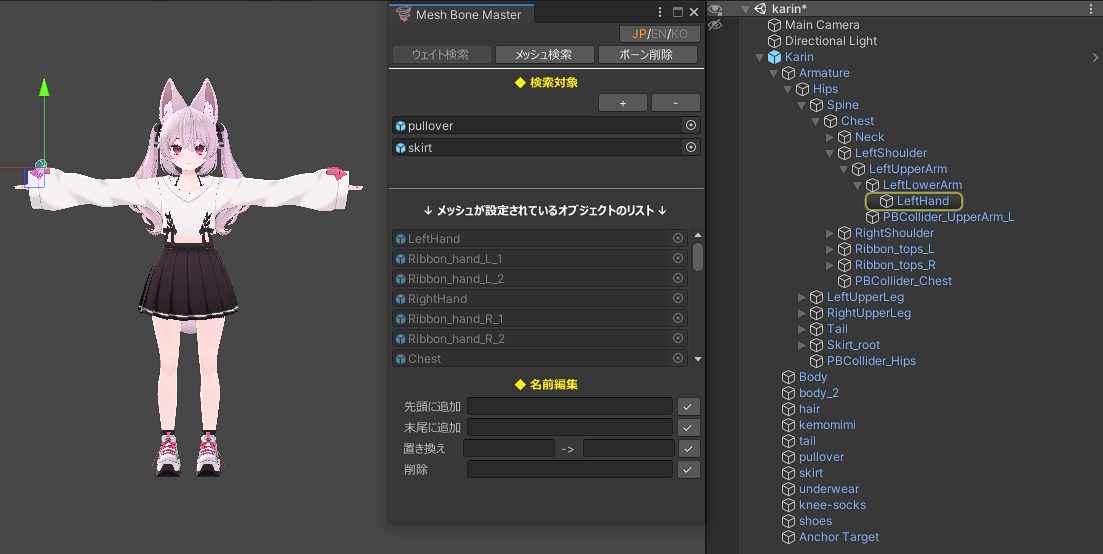 Mesh Bone Master
JP/EN/KO
ウェイト検索 メッシュ検索 ボーン削除
◆ 検索対象
+ -
pullover
skirt
↓ メッシュが設定されているオブジェクトのリスト ↓
LeftHand
Ribbon_hand_L_1
Ribbon_hand_L_2
RightHand
Ribbon_hand_R_1
Ribbon_hand_R_2
Chest
◆ 名前編集
先頭に追加
末尾に追加
置き換え ->
削除
karin*
Main Camera
Directional Light
Karin
Armature
Hips
Spine
Chest
Neck
LeftShoulder
LeftUpperArm
LeftLowerArm
LeftHand
PBCollider_UpperArm_L
RightShoulder
Ribbon_tops_L
Ribbon_tops_R
PBCollider_Chest
LeftUpperLeg
RightUpperLeg
Tail
Skirt_root
PBCollider_Hips
Body
body_2
hair
kemomimi
tail
pullover
skirt
underwear
knee-socks
shoes
Anchor Target